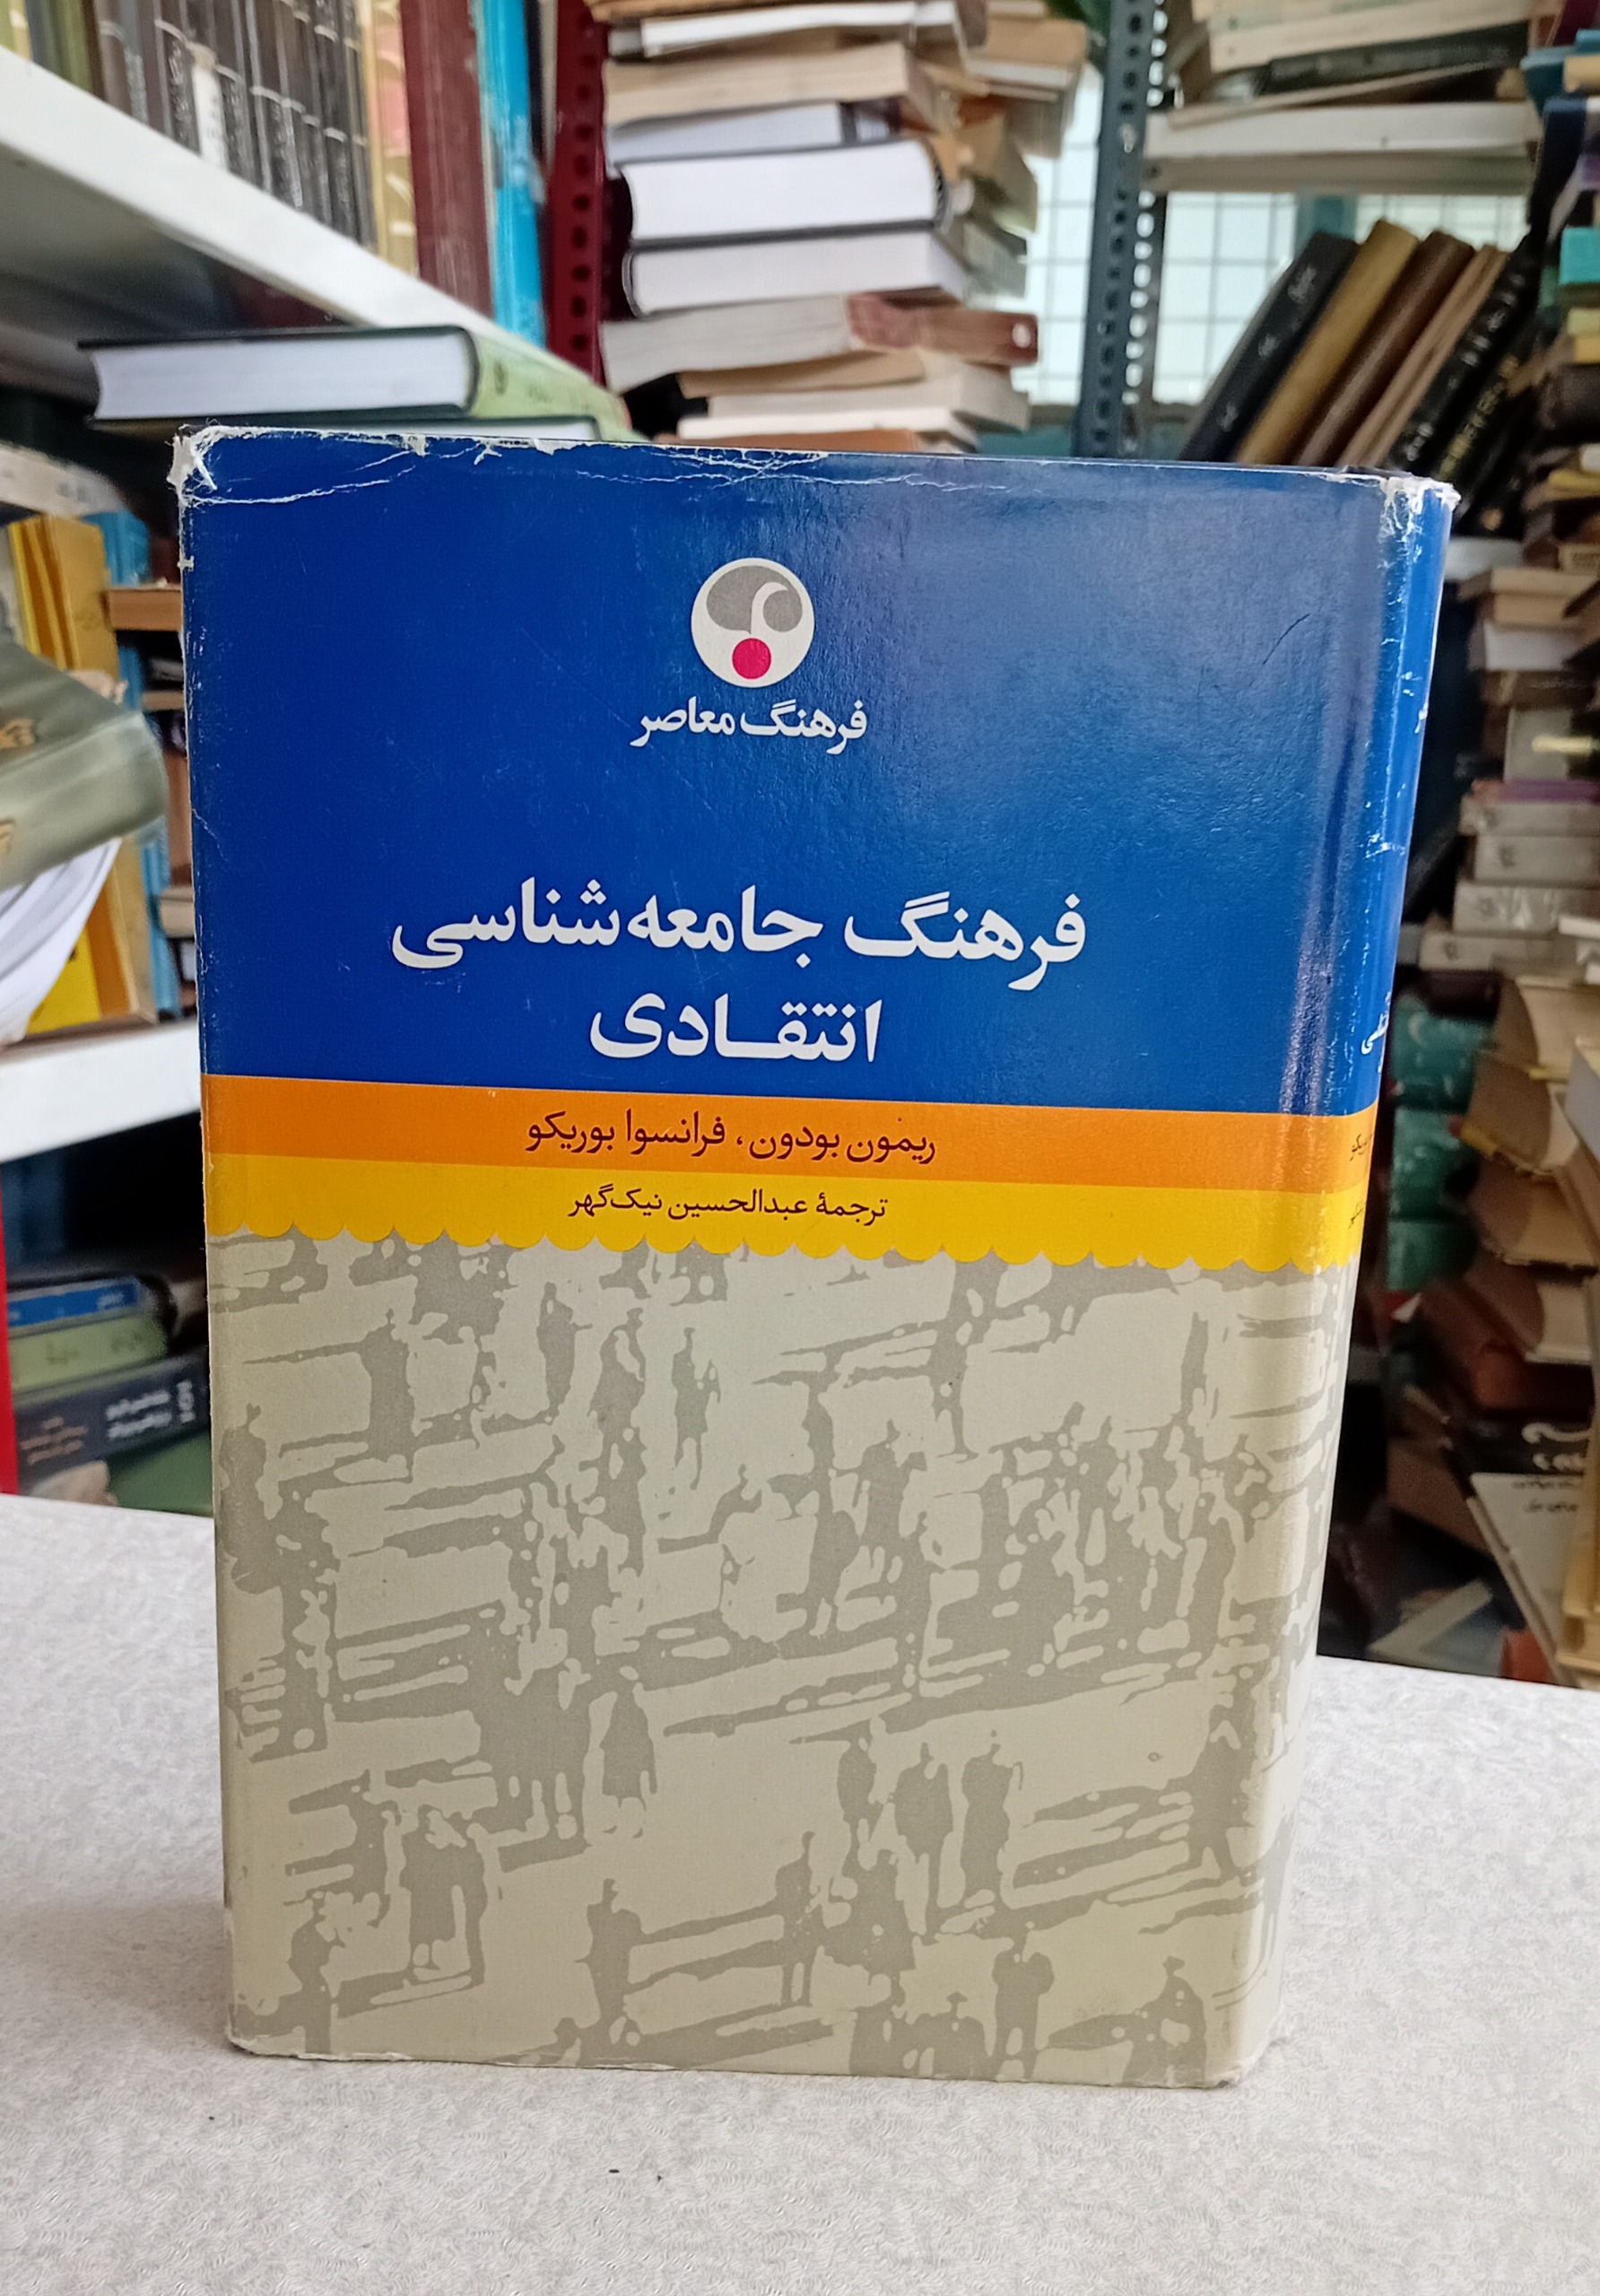 فرهنگ معاصر
فرهنگ جامعه‌شناسی
انتقادی
ریمون بودون، فرانسوا بوریکو
ترجمهٔ عبدالحسین نیک‌گهر